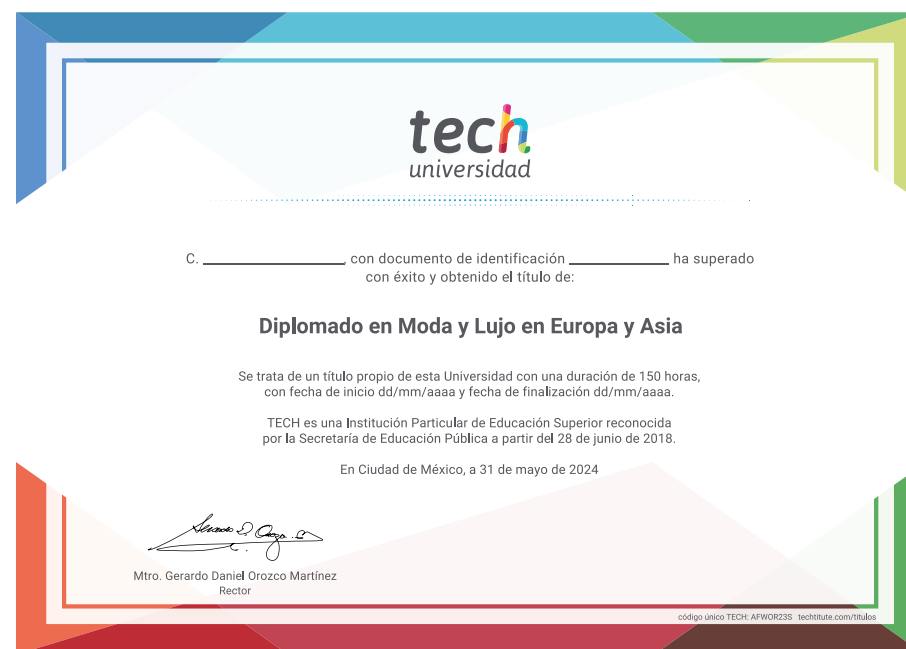 tech
universidad
C. ____________, con documento de identificación ____________ ha superado
con éxito y obtenido el título de:
Diplomado en Moda y Lujo en Europa y Asia
Se trata de un título propio de esta Universidad con una duración de 150 horas,
con fecha de inicio dd/mm/aaaa y fecha de finalización dd/mm/aaaa.
TECH es una Institución Particular de Educación Superior reconocida
por la Secretaría de Educación Pública a partir del 28 de junio de 2018.
En Ciudad de México, a 31 de mayo de 2024
Mtro. Gerardo Daniel Orozco Martínez
Rector
código único TECH: AFWOR23S techtitute.com/titulos